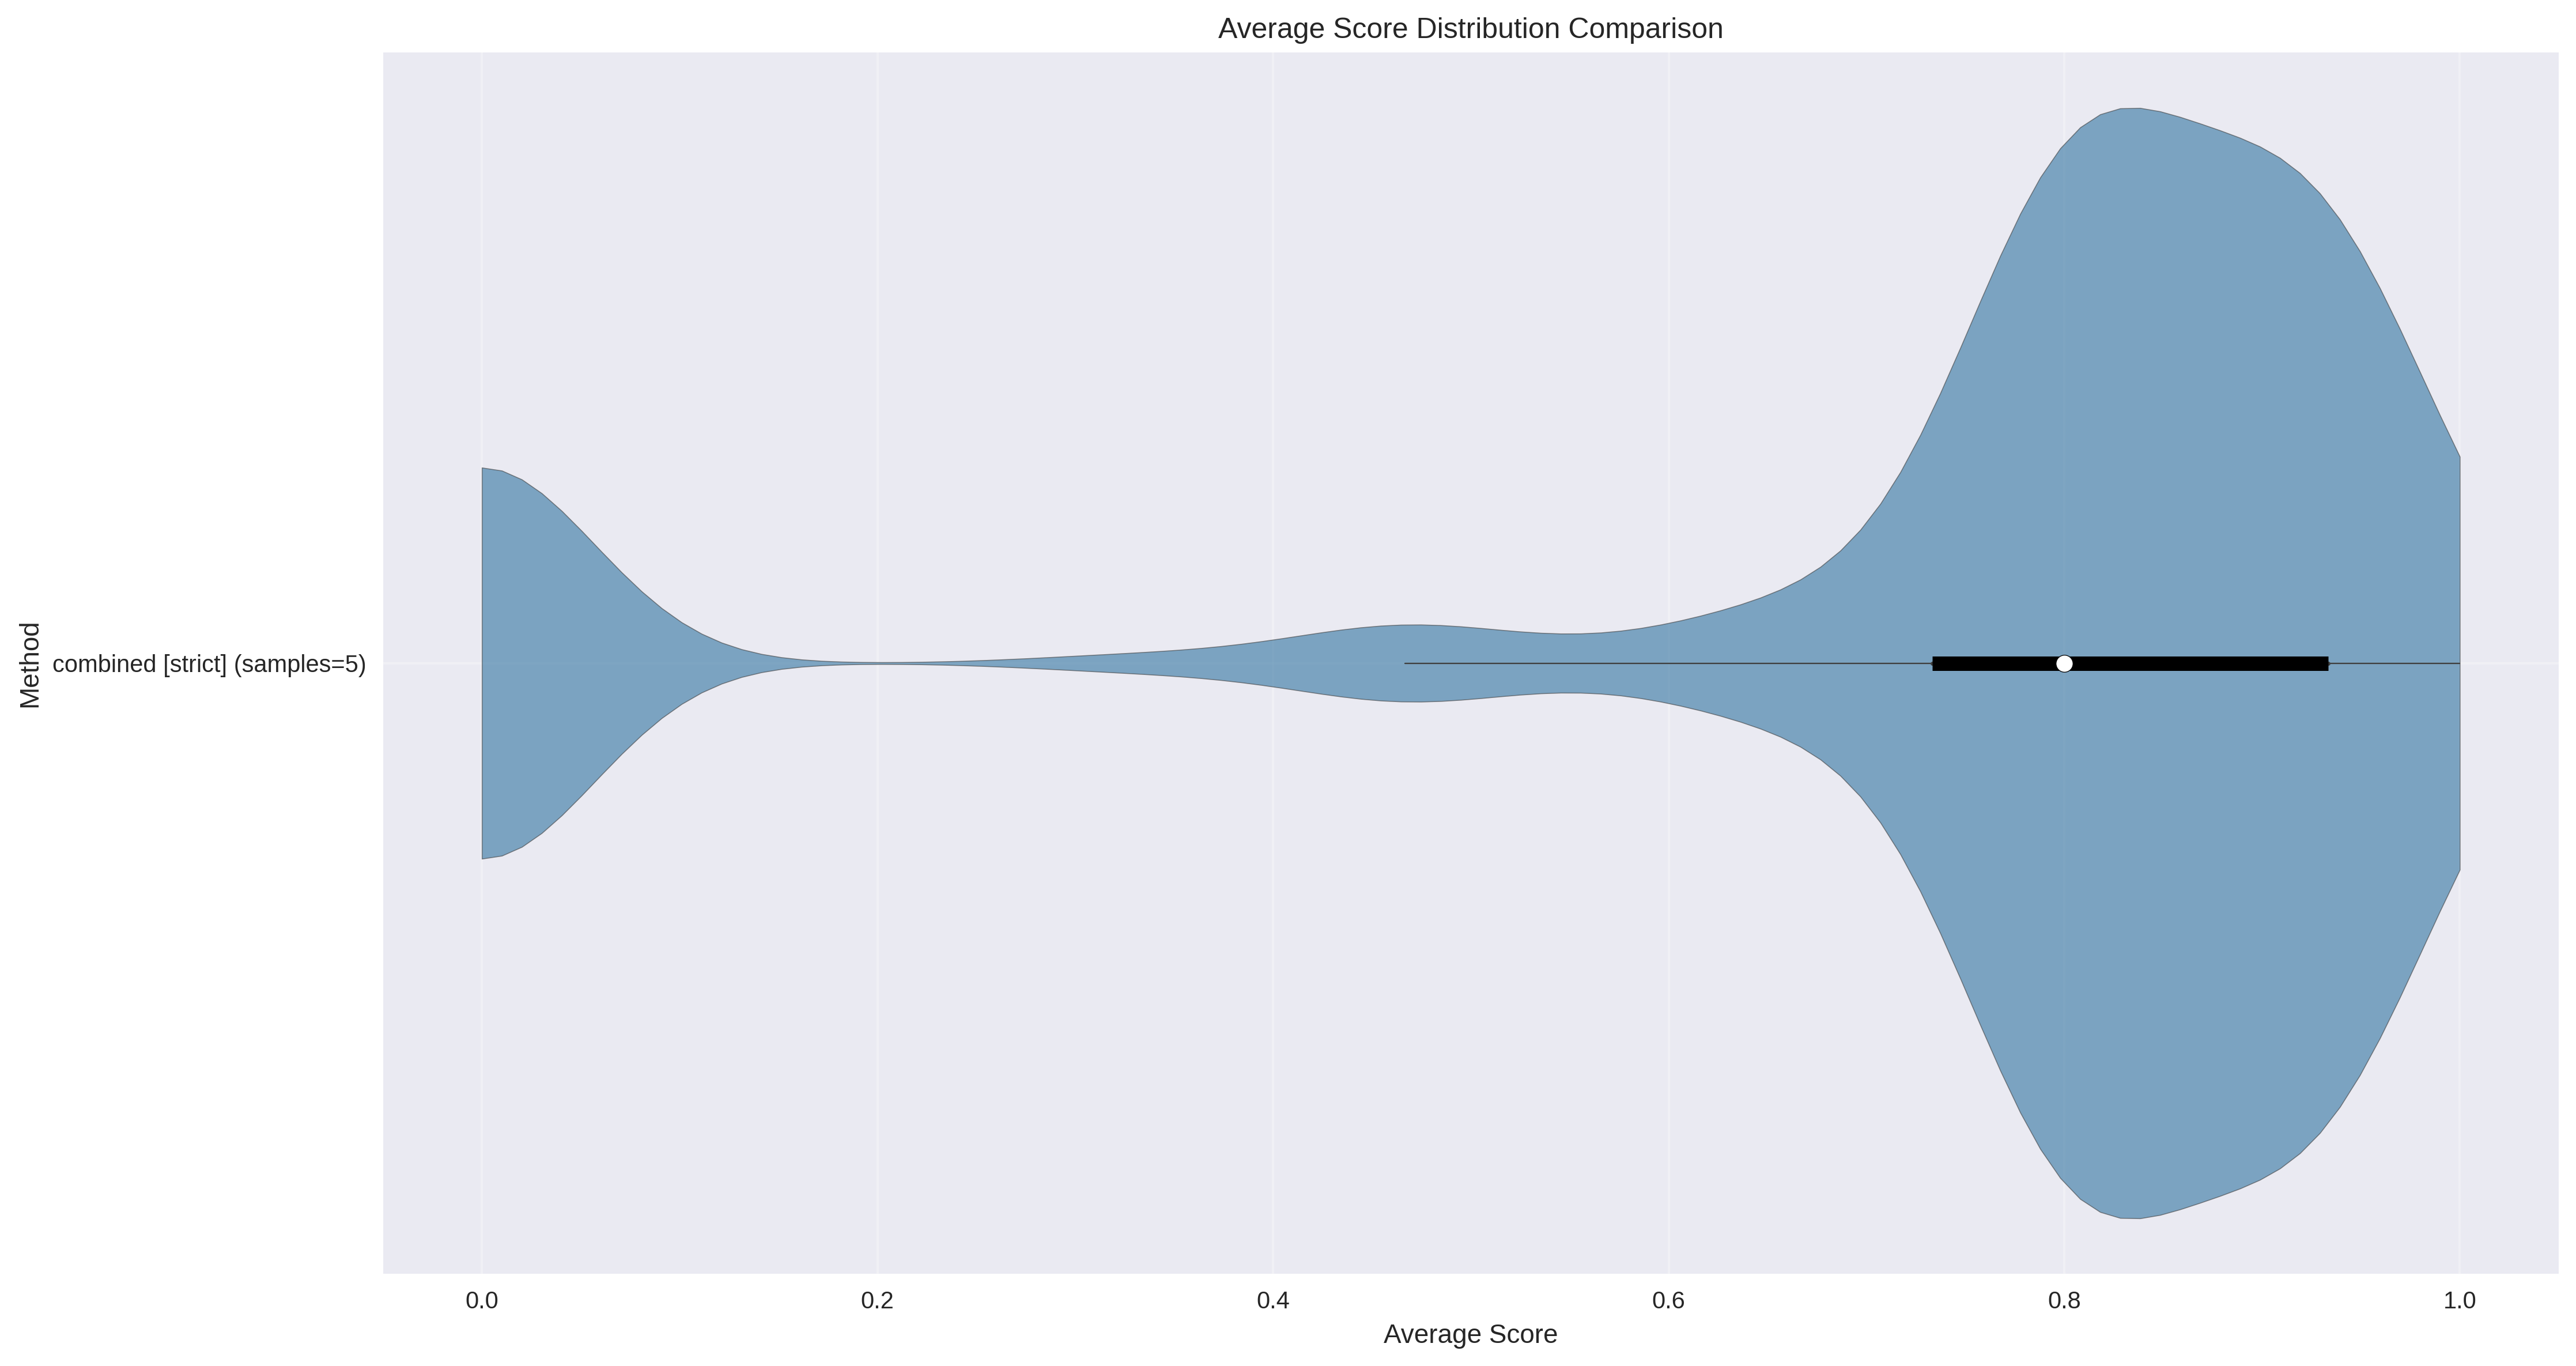 Average Score Distribution Comparison
Method
combined [strict] (samples=5)
0.0
0.2
0.4
0.6
0.8
1.0
Average Score